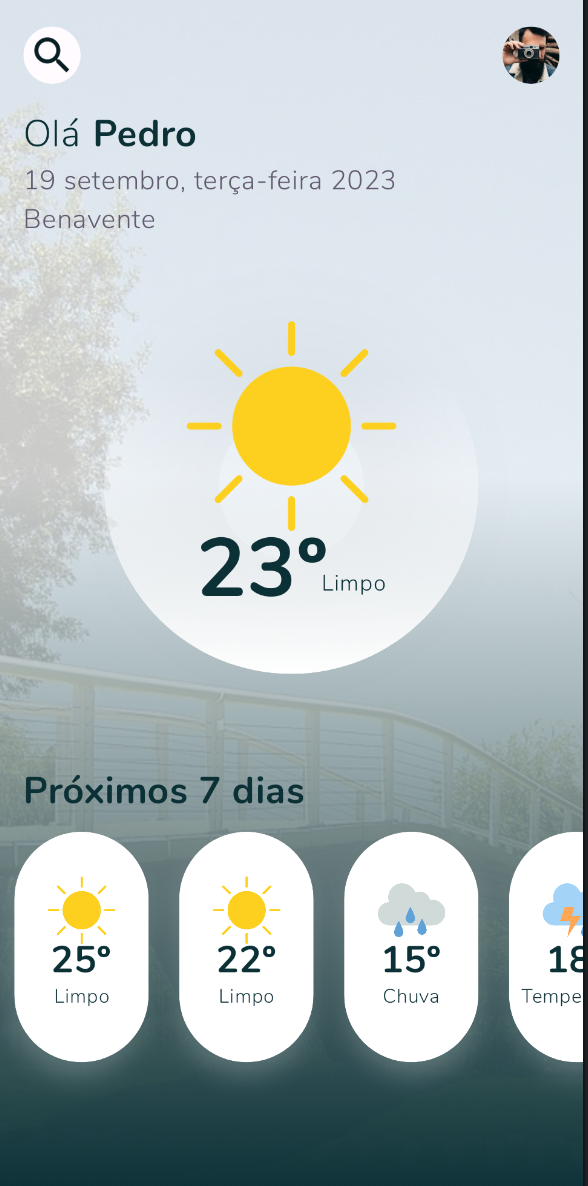 Olá Pedro
19 setembro, terça-feira 2023
Benavente
23º Limpo
Próximos 7 dias
25º 22º 15º 18
Limpo Limpo Chuva Tempe